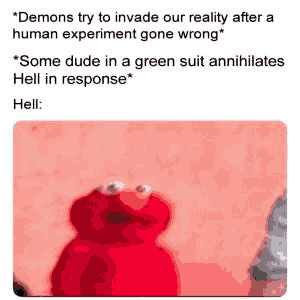 *Demons try to invade our reality after a
human experiment gone wrong*
*Some dude in a green suit annihilates
Hell in response*
Hell: